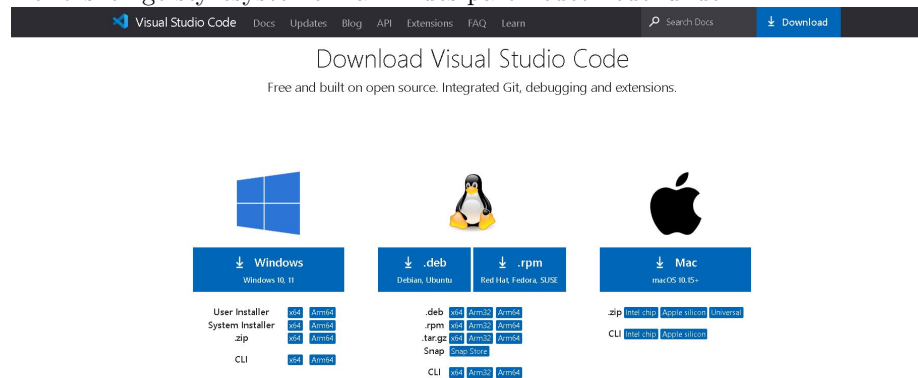 Visual Studio Code Docs Updates Blog API Extensions FAQ Learn Search Docs Download
Download Visual Studio Code
Free and built on open source. Integrated Git, debugging and extensions.
Windows
Windows 10, 11
User Installer x64 Arm64
System Installer x64 Arm64
.zip x64 Arm64
CLI x64 Arm64
.deb
Debian, Ubuntu
.rpm
Red Hat, Fedora, SUSE
.deb x64 Arm32 Arm64
.rpm x64 Arm32 Arm64
.tar.gz x64 Arm32 Arm64
Snap Snap Store
CLI x64 Arm32 Arm64
Mac
macOS 10.15+
.zip Intel chip Apple silicon Universal
CLI Intel chip Apple silicon